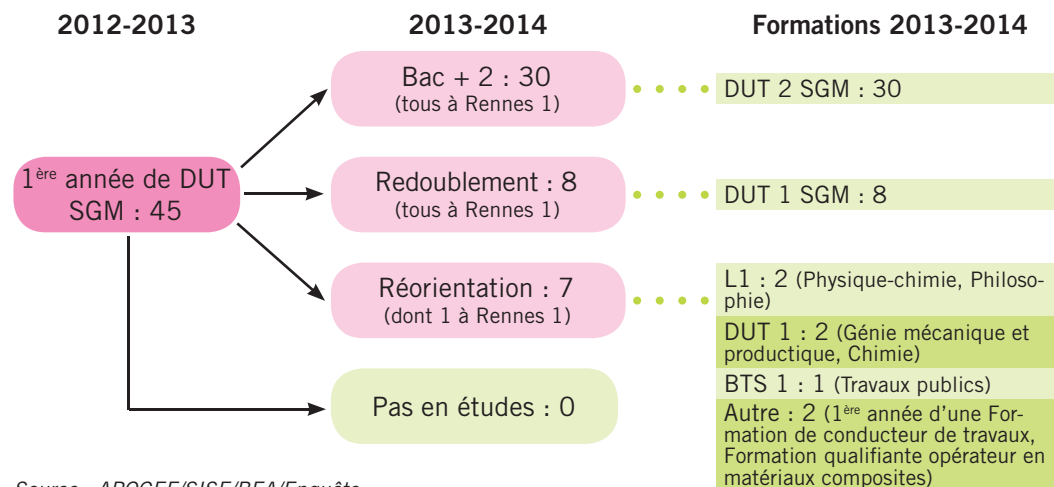 2012-2013
2013-2014
Formations 2013-2014
1ère année de DUT
SGM : 45
Bac + 2 : 30
(tous à Rennes 1)
DUT 2 SGM : 30
Redoublement : 8
(tous à Rennes 1)
DUT 1 SGM : 8
Réorientation : 7
(dont 1 à Rennes 1)
L1 : 2 (Physique-chimie, Philoso-
phie)
DUT 1 : 2 (Génie mécanique et
productique, Chimie)
BTS 1 : 1 (Travaux publics)
Autre : 2 (1ère année d'une For-
mation de conducteur de travaux,
Formation qualifiante opérateur en
matériaux composites)
Pas en études : 0